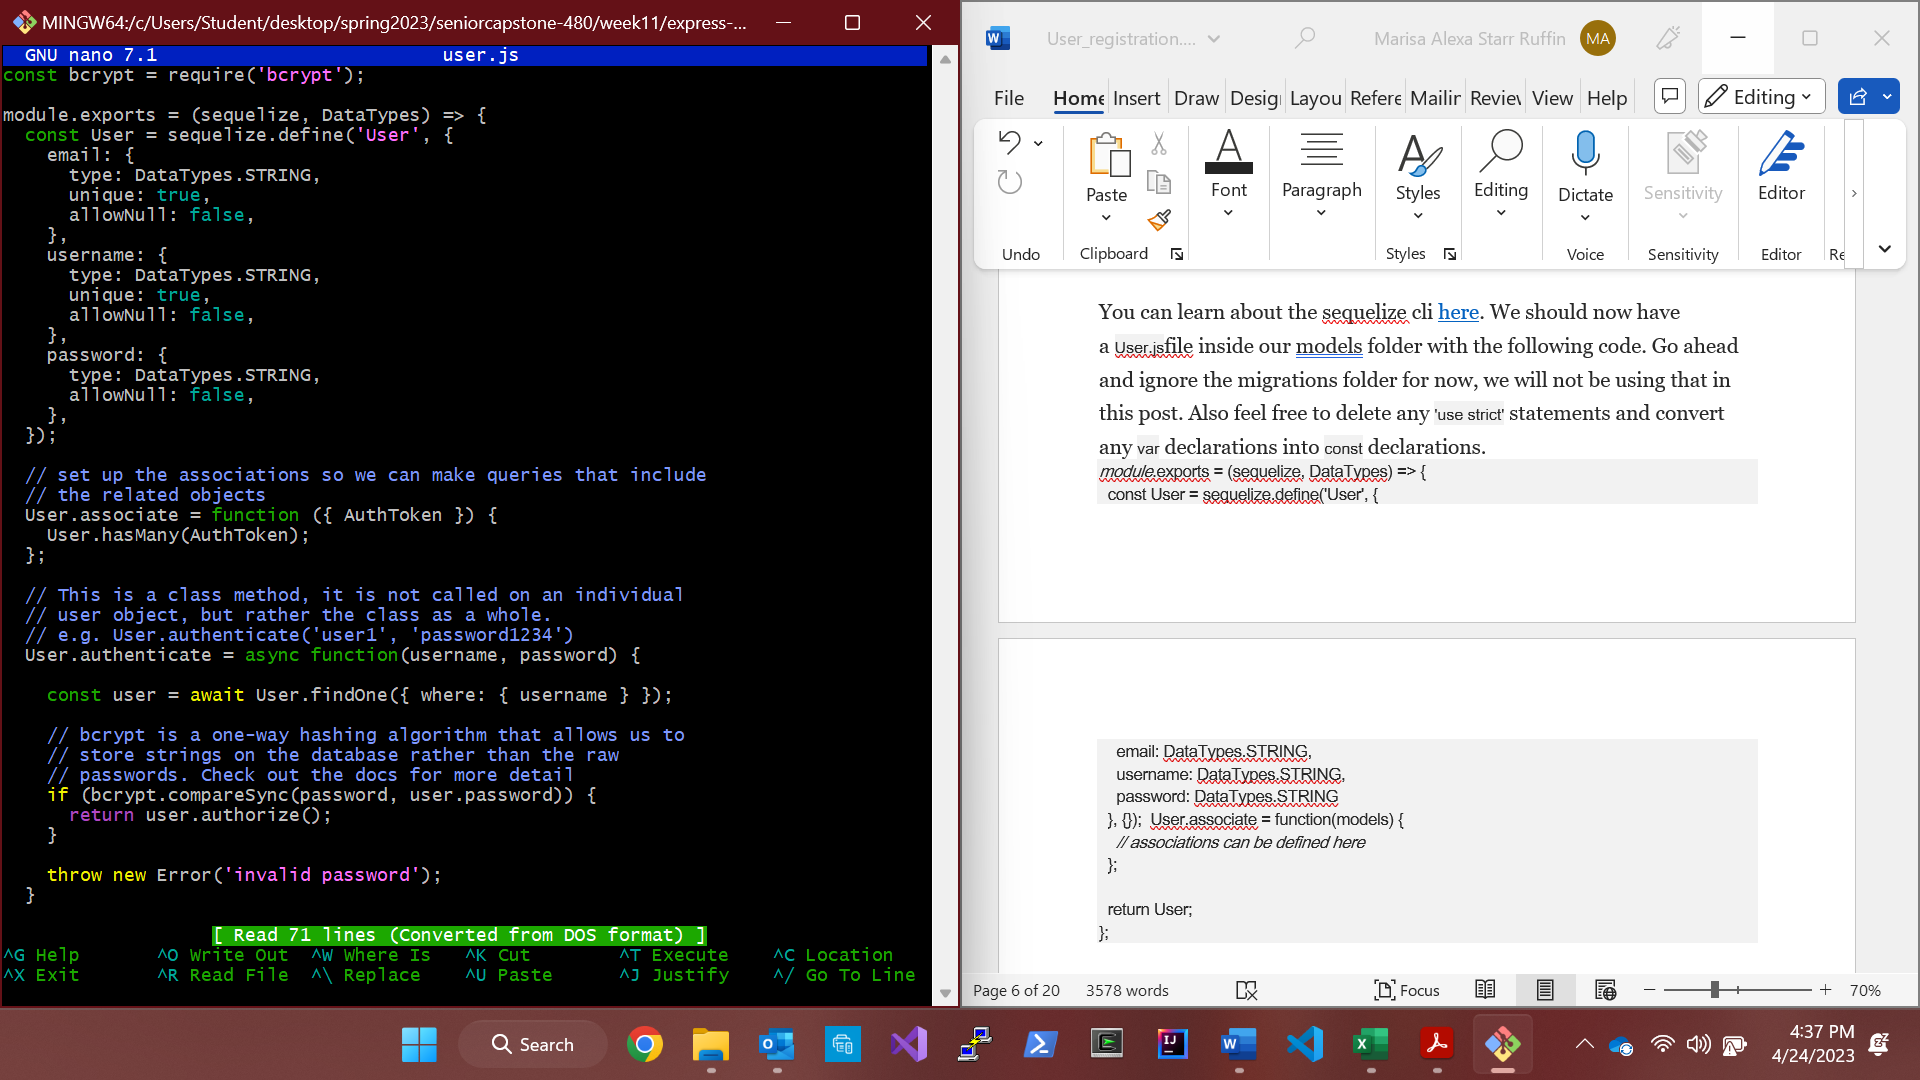 MINGW64:/c/Users/Student/desktop/spring2023/seniorcapstone-480/week11/express-...
GNU nano 7.1 user.js
const bcrypt = require('bcrypt');
module.exports = (sequelize, DataTypes) => {
const User = sequelize.define('User', {
email: {
type: DataTypes.STRING,
unique: true,
allowNull: false,
},
username: {
type: DataTypes.STRING,
unique: true,
allowNull: false,
},
password: {
type: DataTypes.STRING,
allowNull: false,
},
});
// set up the associations so we can make queries that include
// the related objects
User.associate = function ({ AuthToken }) {
User.hasMany(AuthToken);
};
// This is a class method, it is not called on an individual
// user object, but rather the class as a whole.
// e.g. User.authenticate('user1', 'password1234')
User.authenticate = async function(username, password) {
const user = await User.findOne({ where: { username } });
// bcrypt is a one-way hashing algorithm that allows us to
// store strings on the database rather than the raw
// passwords. Check out the docs for more detail
if (bcrypt.compareSync(password, user.password)) {
return user.authorize();
}
throw new Error('invalid password');
}
[ Read 71 lines (Converted from DOS format) ]
^G Help ^O Write Out ^W Where Is ^K Cut ^T Execute ^C Location
^X Exit ^R Read File ^\ Replace ^U Paste ^J Justify ^/ Go To Line
User_registration.... Marisa Alexa Starr Ruffin MA
File Home Insert Draw Desig Layou Refere Mailin Review View Help Editing
Paste Font Paragraph Styles Editing Dictate Sensitivity Editor
Undo Clipboard Styles Voice Sensitivity Editor Re
You can learn about the sequelize cli here. We should now have
a User.jsfile inside our models folder with the following code. Go ahead
and ignore the migrations folder for now, we will not be using that in
this post. Also feel free to delete any 'use strict' statements and convert
any var declarations into const declarations.
module.exports = (sequelize, DataTypes) => {
const User = sequelize.define('User', {
email: DataTypes.STRING,
username: DataTypes.STRING,
password: DataTypes.STRING
}, {}); User.associate = function(models) {
// associations can be defined here
};
return User;
};
Page 6 of 20 3578 words Focus 70%
Search
4:37 PM
4/24/2023